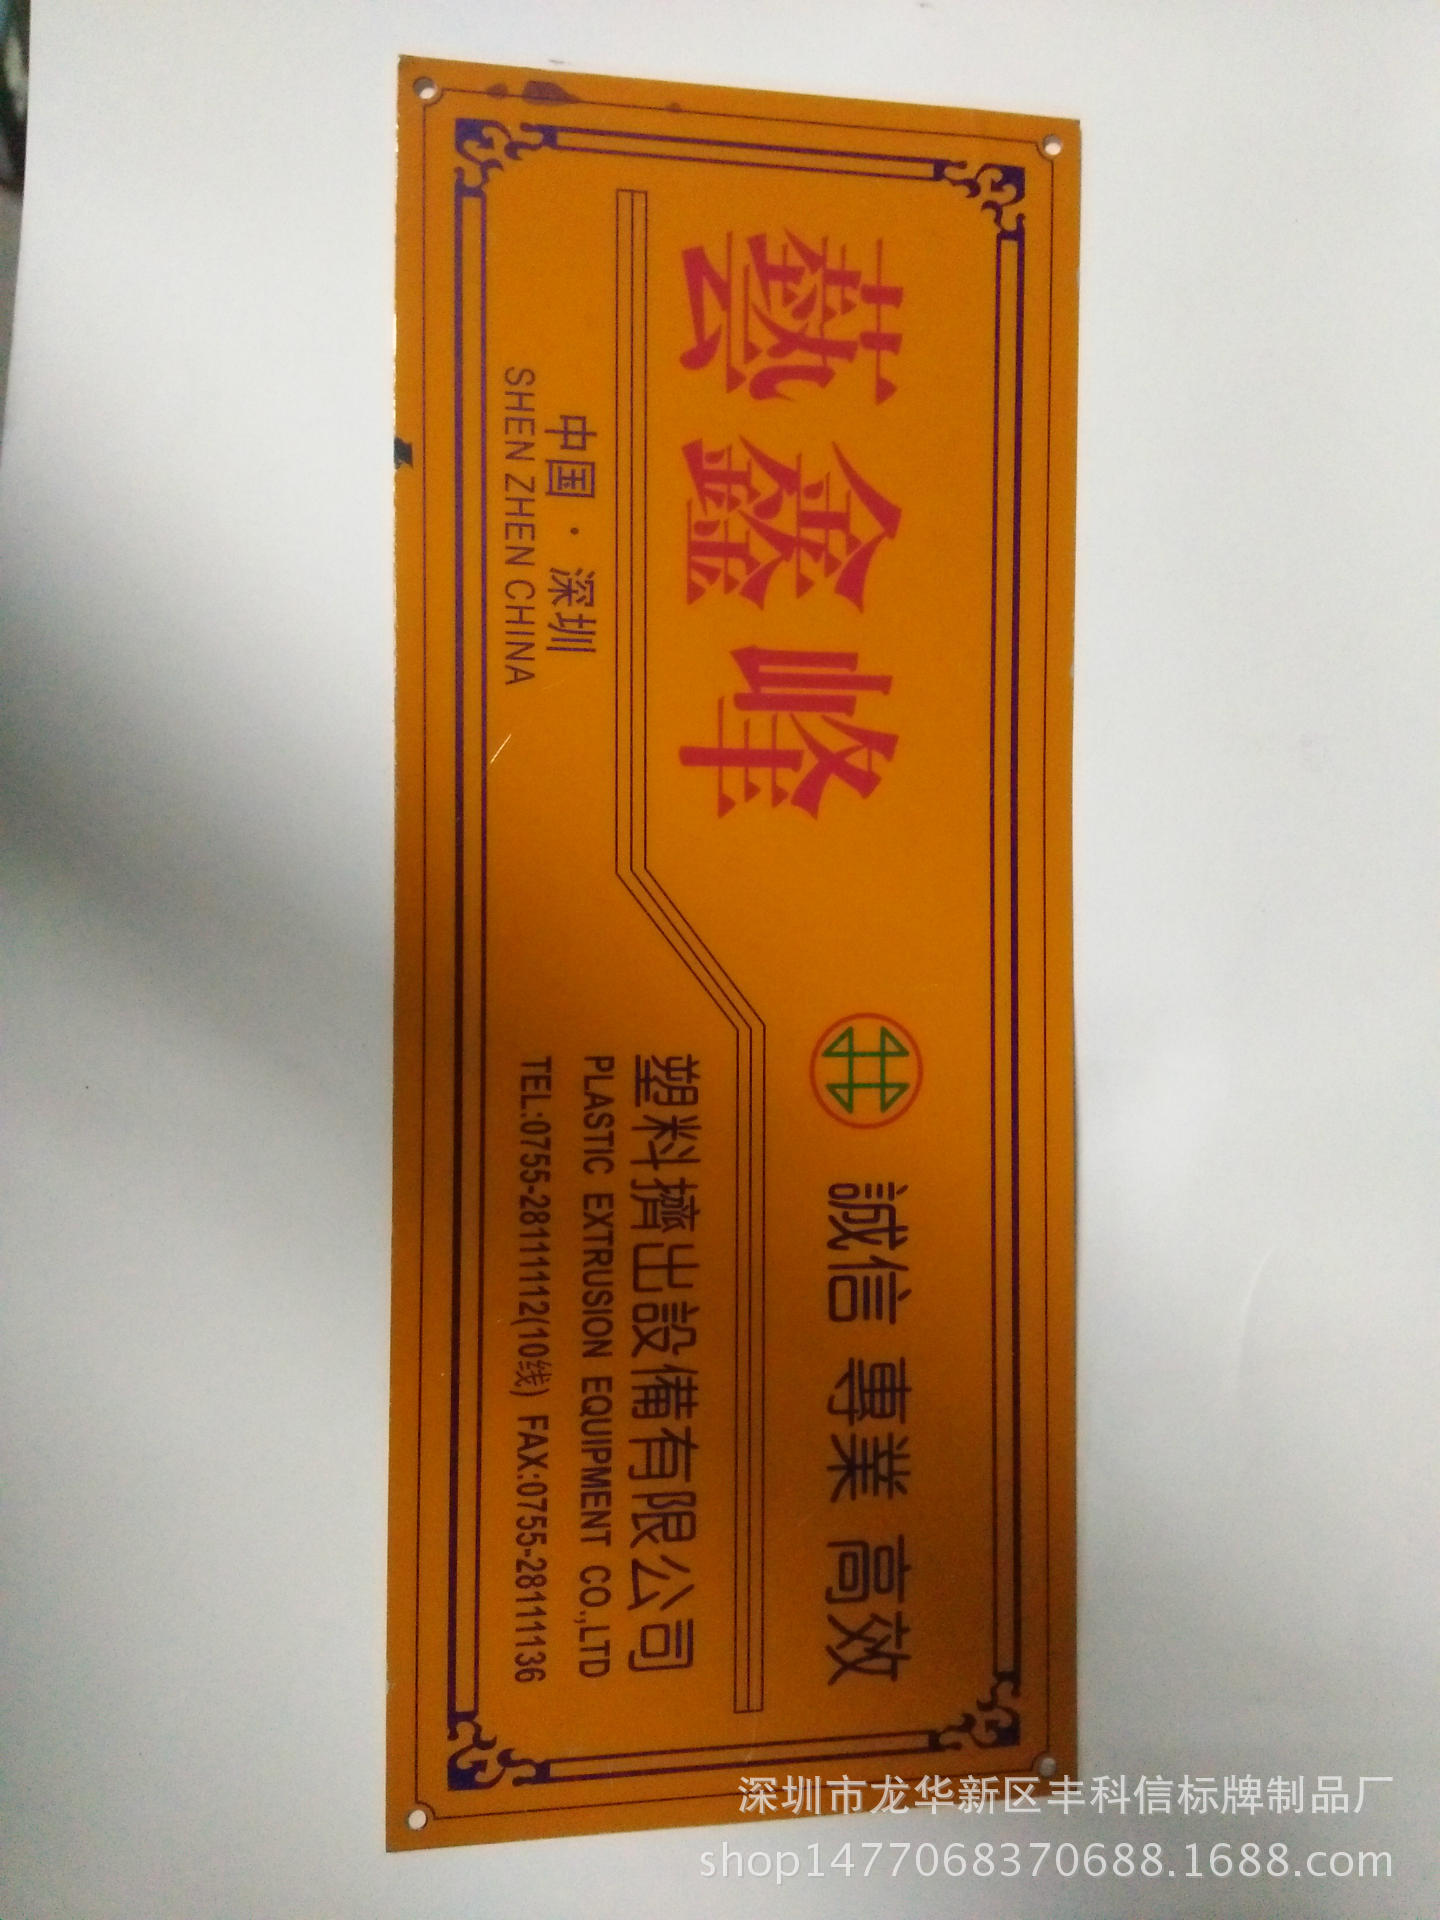 藝鑫峰
誠信 專業 高效
中国·深圳
SHEN ZHEN CHINA
塑料擠出設備有限公司
PLASTIC EXTRUSION EQUIPMENT CO.,LTD
TEL:0755-28111112(10线) FAX:0755-28111136
深圳市龙华新区丰科信标牌制品厂
shop1477068370688.1688.com